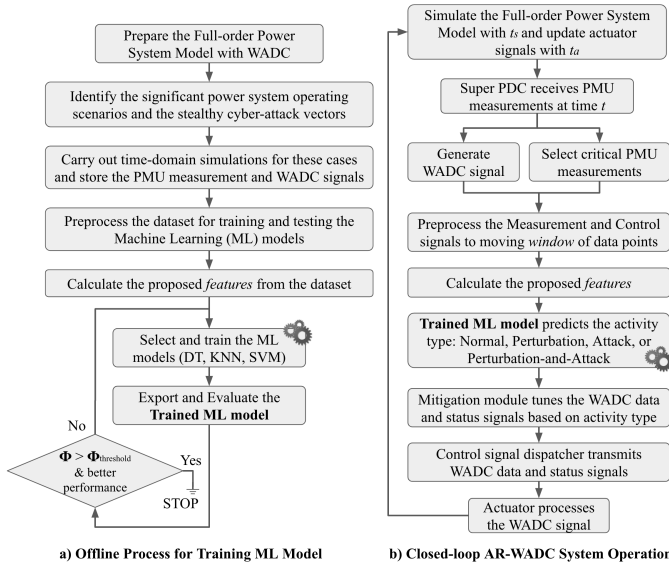 Prepare the Full-order Power
System Model with WADC
Identify the significant power system operating
scenarios and the stealthy cyber-attack vectors
Carry out time-domain simulations for these cases
and store the PMU measurement and WADC signals
Preprocess the dataset for training and testing the
Machine Learning (ML) models
Calculate the proposed features from the dataset
Select and train the ML
models (DT, KNN, SVM)
Export and Evaluate the
Trained ML model
No
Φ > Φthreshold
& better
performance
Yes
STOP
a) Offline Process for Training ML Model
Simulate the Full-order Power System
Model with ts and update actuator
signals with ta
Super PDC receives PMU
measurements at time t
Generate
WADC signal
Select critical PMU
measurements
Preprocess the Measurement and Control
signals to moving window of data points
Calculate the proposed features
Trained ML model predicts the activity
type: Normal, Perturbation, Attack, or
Perturbation-and-Attack
Mitigation module tunes the WADC data
and status signals based on activity type
Control signal dispatcher transmits
WADC data and status signals
Actuator processes
the WADC signal
b) Closed-loop AR-WADC System Operation